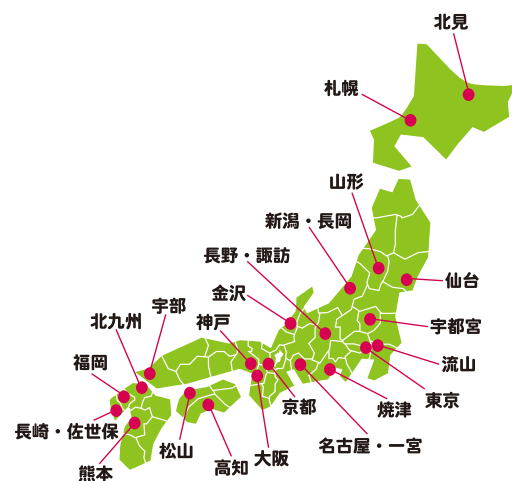 北見
札幌
山形
新潟・長岡
長野・諏訪
仙台
金沢
宇部
神戸
北九州
宇都宮
福岡
流山
東京
京都
焼津
長崎・佐世保
名古屋・一宮
松山
大阪
高知
熊本